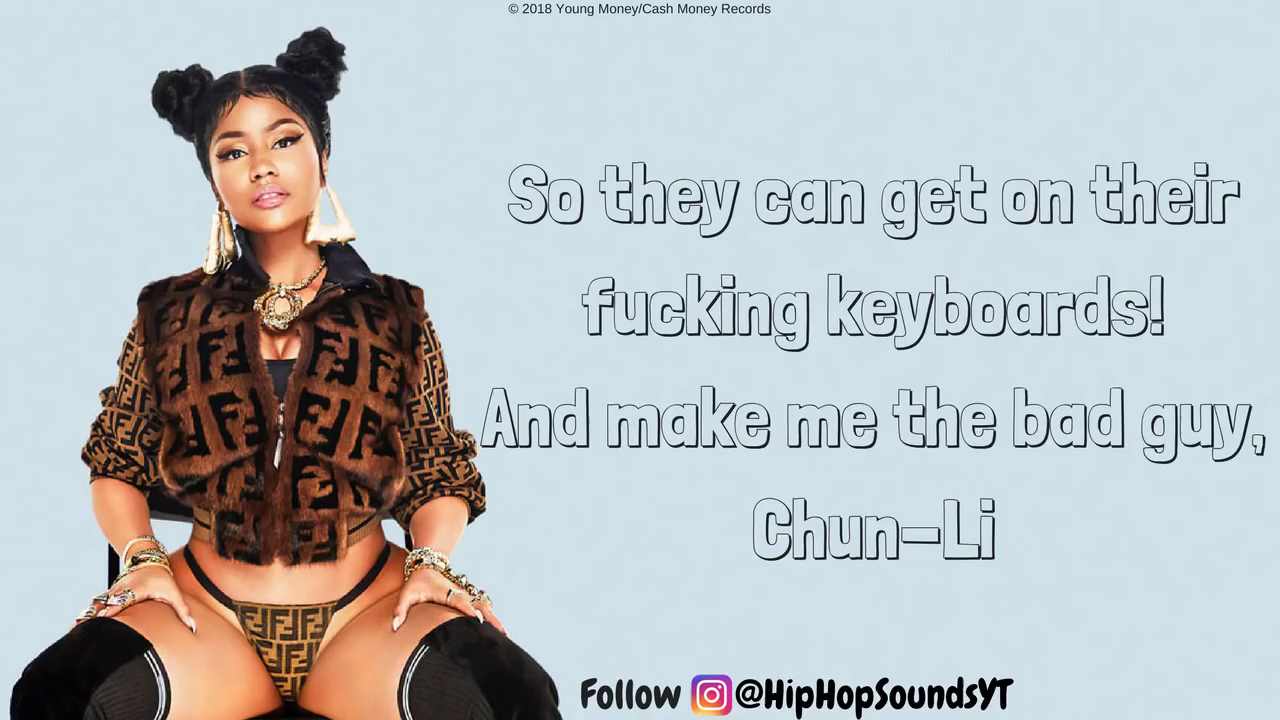 © 2018 Young Money/Cash Money Records
So they can get on their
fucking keyboards!
And make me the bad guy,
Chun-Li
Follow @HipHopSoundsYT